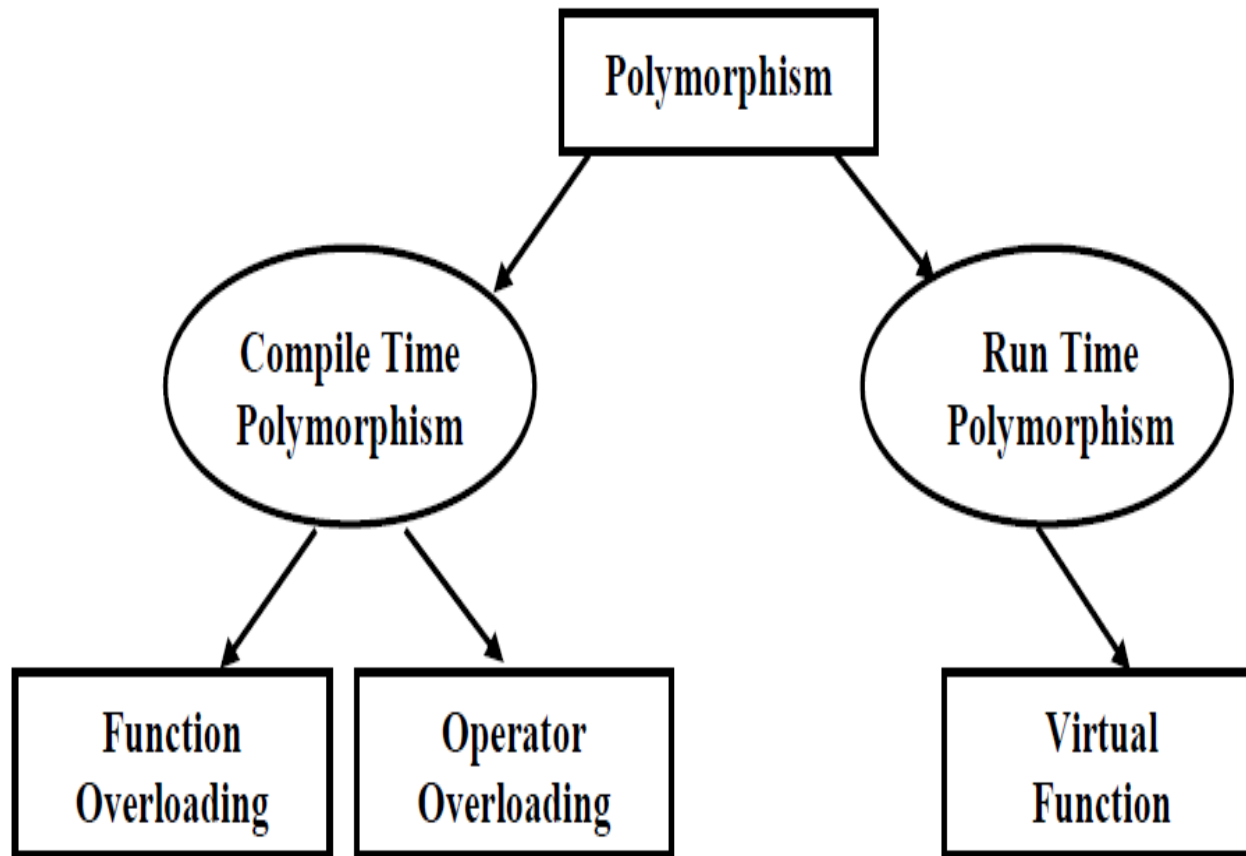 Polymorphism
Compile Time
Polymorphism
Run Time
Polymorphism
Function
Overloading
Operator
Overloading
Virtual
Function